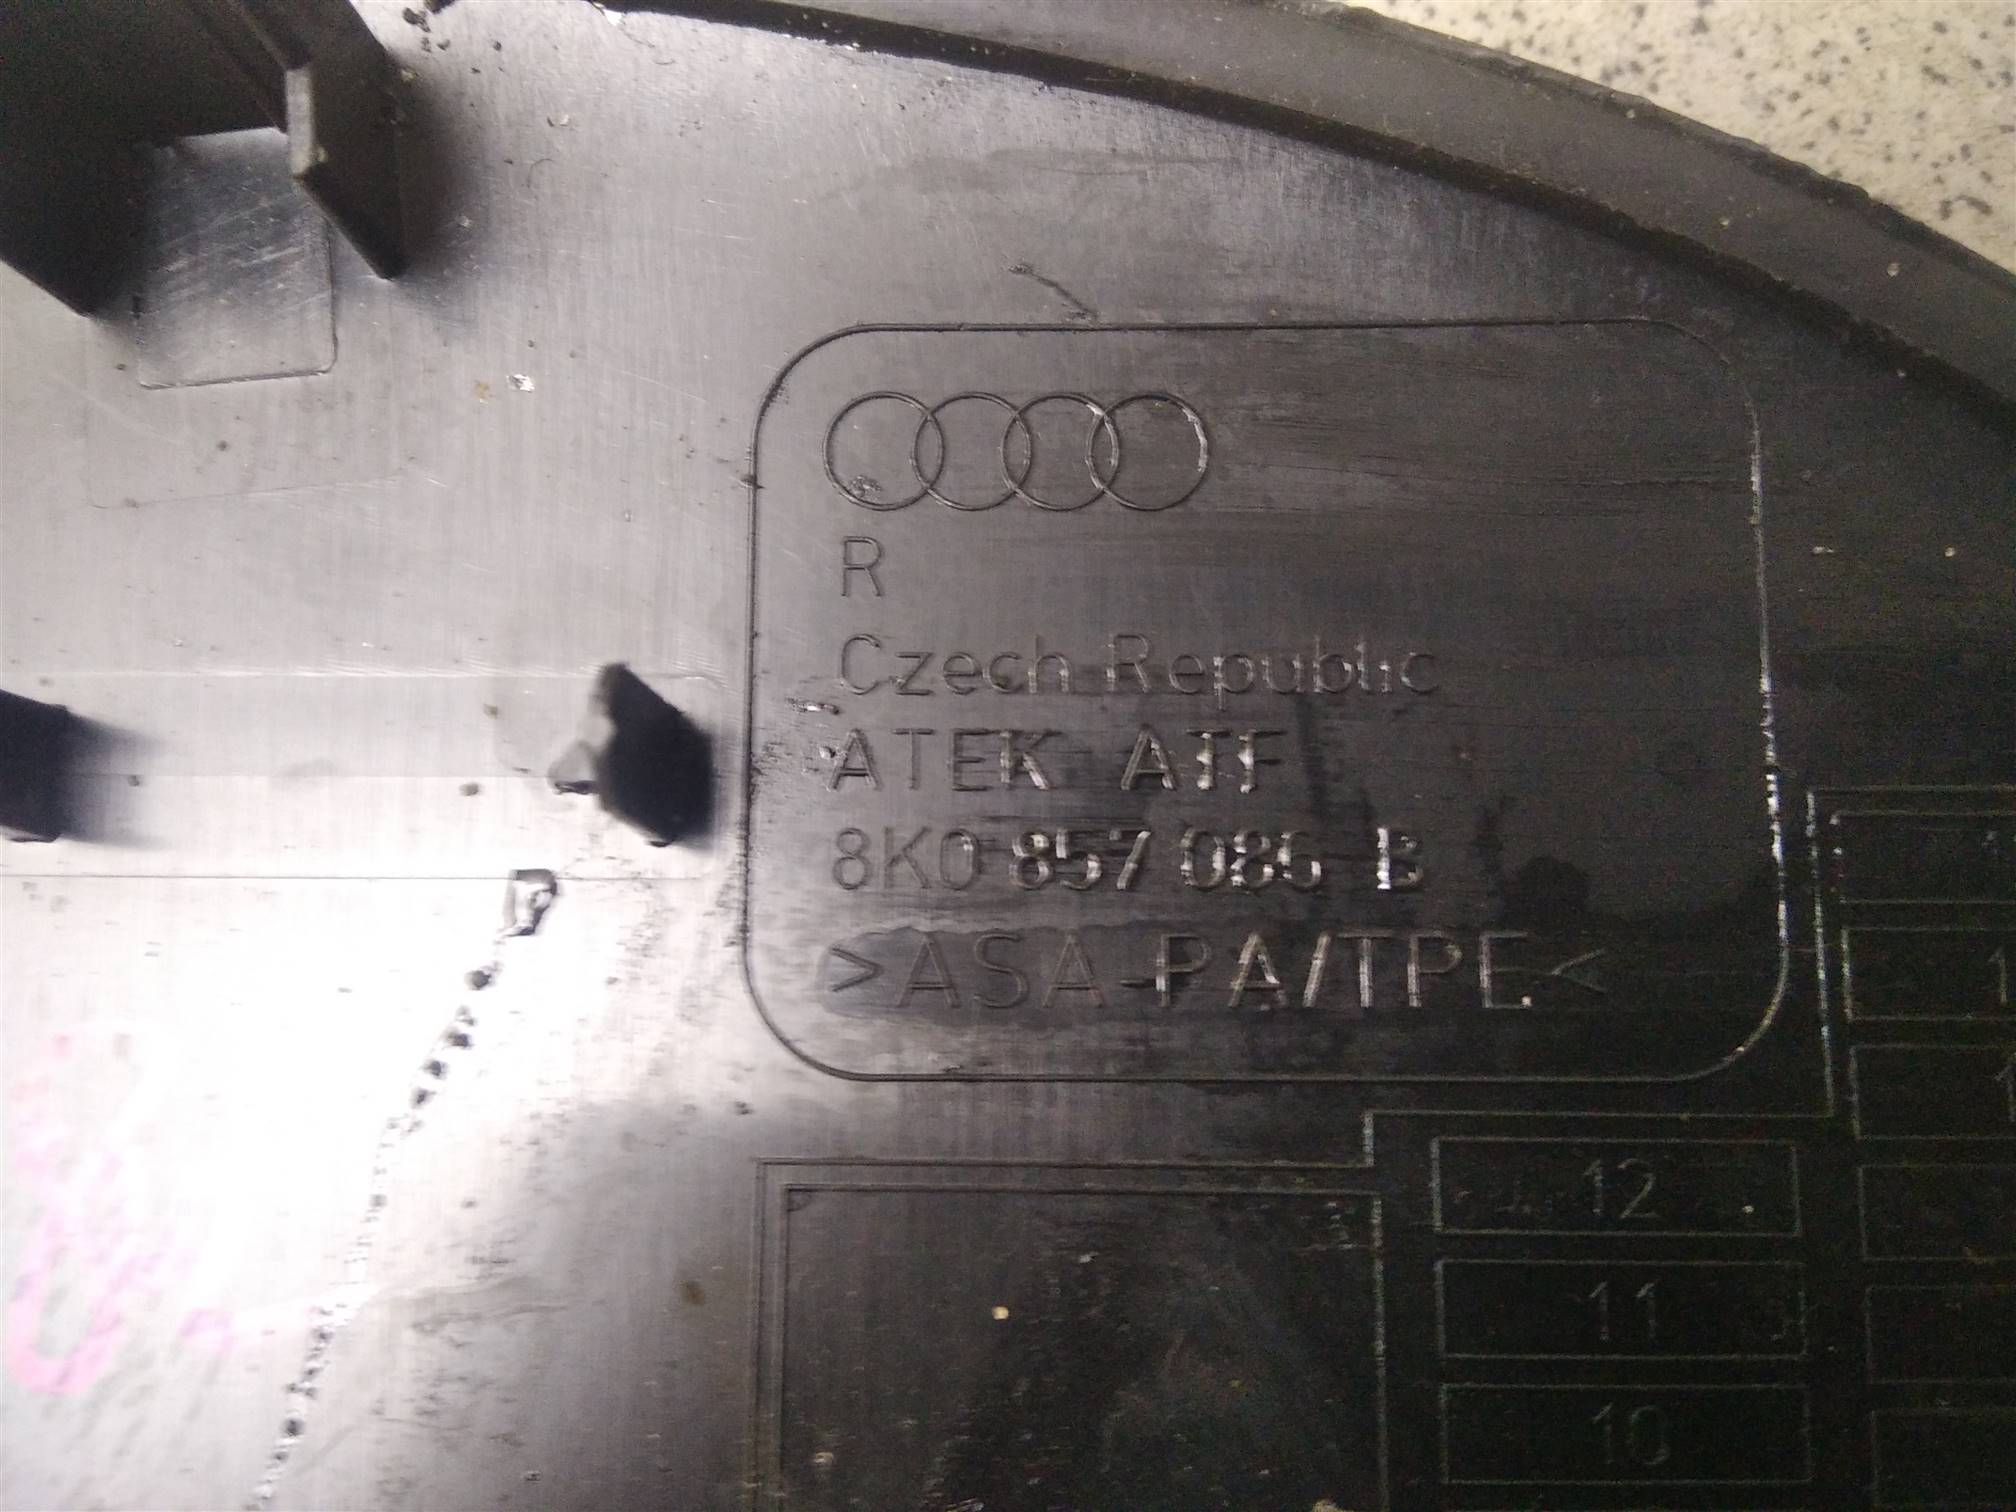 R
Czech Republic
ATEK ATF
8K0 857 086 B
>ASA-PA/TPE<
12
11
10